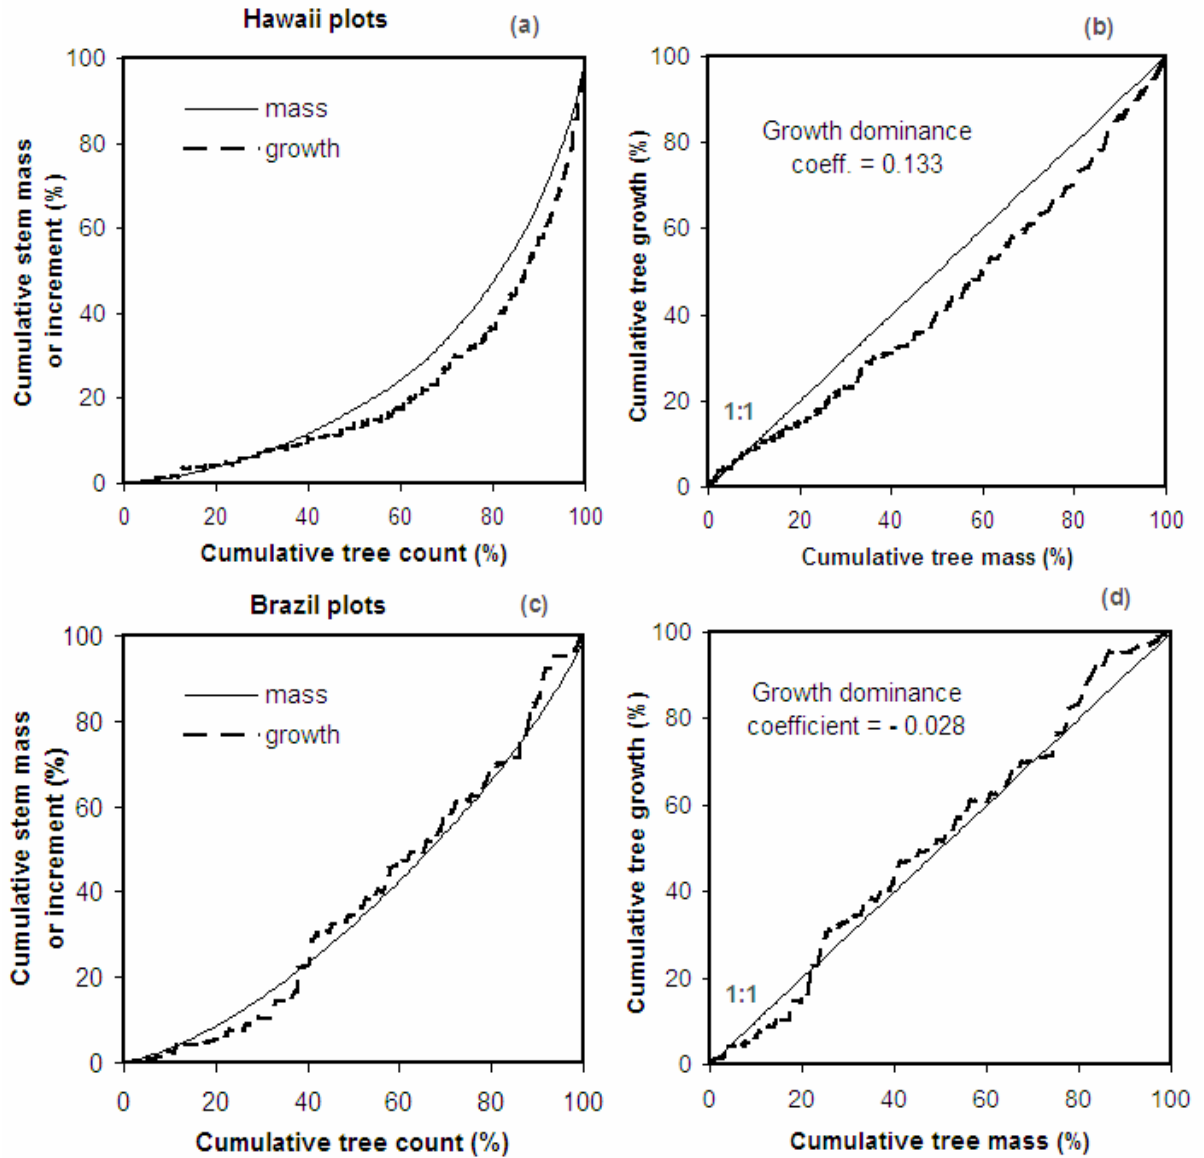 Hawaii plots
(a)
100
80
60
40
20
0
mass
growth
Cumulative stem mass
or increment (%)
0 20 40 60 80 100
Cumulative tree count (%)
(b)
100
80
60
40
20
0
Growth dominance
coeff. = 0.133
1:1
Cumulative tree growth (%)
0 20 40 60 80 100
Cumulative tree mass (%)
Brazil plots
(c)
100
80
60
40
20
0
mass
growth
Cumulative stem mass
or increment (%)
0 20 40 60 80 100
Cumulative tree count (%)
(d)
100
80
60
40
20
0
Growth dominance
coefficient = - 0.028
1:1
Cumulative tree growth (%)
0 20 40 60 80 100
Cumulative tree mass (%)